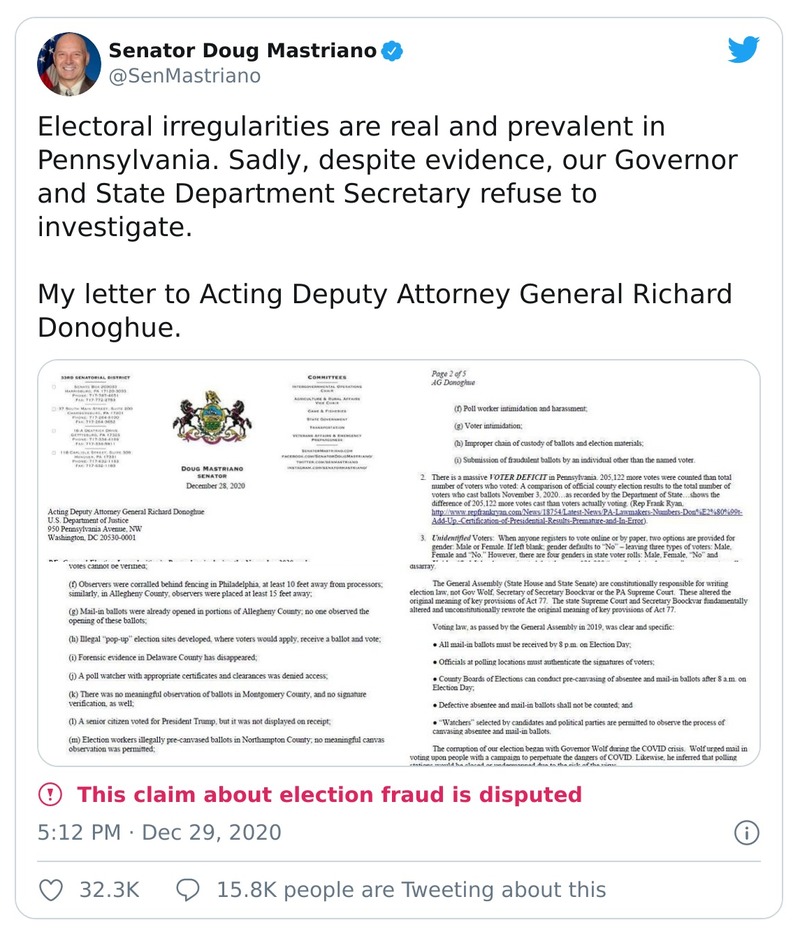 Senator Doug Mastriano
@SenMastriano
Electoral irregularities are real and prevalent in
Pennsylvania. Sadly, despite evidence, our Governor
and State Department Secretary refuse to
investigate.
My letter to Acting Deputy Attorney General Richard
Donoghue.
33RD SENATORIAL DISTRICT
COMMITTEES
DOUG MASTRIANO
SENATOR
December 28, 2020
Acting Deputy Attorney General Richard Donoghue
U.S. Department of Justice
950 Pennsylvania Avenue, NW
Washington, DC 20530-0001
Page 2 of 5
AG Donoghue
(f) Poll worker intimidation and harassment;
(g) Voter intimidation;
(h) Improper chain of custody of ballots and election materials;
(i) Submission of fraudulent ballots by an individual other than the named voter.
2. There is a massive VOTER DEFICIT in Pennsylvania. 205,122 more votes were counted than total
number of voters who voted: A comparison of official county election results to the total number of
voters who cast ballots November 3, 2020…as recorded by the Department of State…shows the
difference of 205,122 more votes cast than voters actually voting. (Rep Frank Ryan,
http://www.repfrankryan.com/News/18754/Latest-News/PA-Lawmakers-Numbers-Don%E2%80%99t-
Add-Up,-Certification-of-Presidential-Results-Premature-and-In-Error).
3. Unidentified Voters: When anyone registers to vote online or by paper, two options are provided for
gender: Male or Female. If left blank; gender defaults to "No" – leaving three types of voters: Male,
Female, and "No." However, there are four genders in state voter rolls: Male, Female, "No" and
votes cannot be verified;
(f) Observers were corralled behind fencing in Philadelphia, at least 10 feet away from processors;
similarly, in Allegheny County, observers were placed at least 15 feet away;
(g) Mail-in ballots were already opened in portions of Allegheny County; no one observed the
opening of these ballots;
(h) Illegal "pop-up" election sites developed, where voters would apply, receive a ballot and vote;
(i) Forensic evidence in Delaware County has disappeared;
(j) A poll watcher with appropriate certificates and clearances was denied access;
(k) There was no meaningful observation of ballots in Montgomery County, and no signature
verification, as well;
(l) A senior citizen voted for President Trump, but it was not displayed on receipt;
(m) Election workers illegally pre-canvased ballots in Northampton County; no meaningful canvas
observation was permitted;
disarray.
The General Assembly (State House and State Senate) are constitutionally responsible for writing
election law, not Gov Wolf, Secretary of Secretary Boockvar or the PA Supreme Court. These altered the
original meaning of key provisions of Act 77. The state Supreme Court and Secretary Boockvar fundamentally
altered and unconstitutionally rewrote the original meaning of key provisions of Act 77.
Voting law, as passed by the General Assembly in 2019, was clear and specific:
● All mail-in ballots must be received by 8 p.m. on Election Day;
● Officials at polling locations must authenticate the signatures of voters;
● County Boards of Elections can conduct pre-canvasing of absentee and mail-in ballots after 8 a.m. on
Election Day;
● Defective absentee and mail-in ballots shall not be counted; and
● "Watchers" selected by candidates and political parties are permitted to observe the process of
canvasing absentee and mail-in ballots.
The corruption of our election began with Governor Wolf during the COVID crisis. Wolf urged mail in
voting upon people with a campaign to perpetuate the dangers of COVID. Likewise, he inferred that polling
This claim about election fraud is disputed
5:12 PM · Dec 29, 2020
32.3K
15.8K people are Tweeting about this